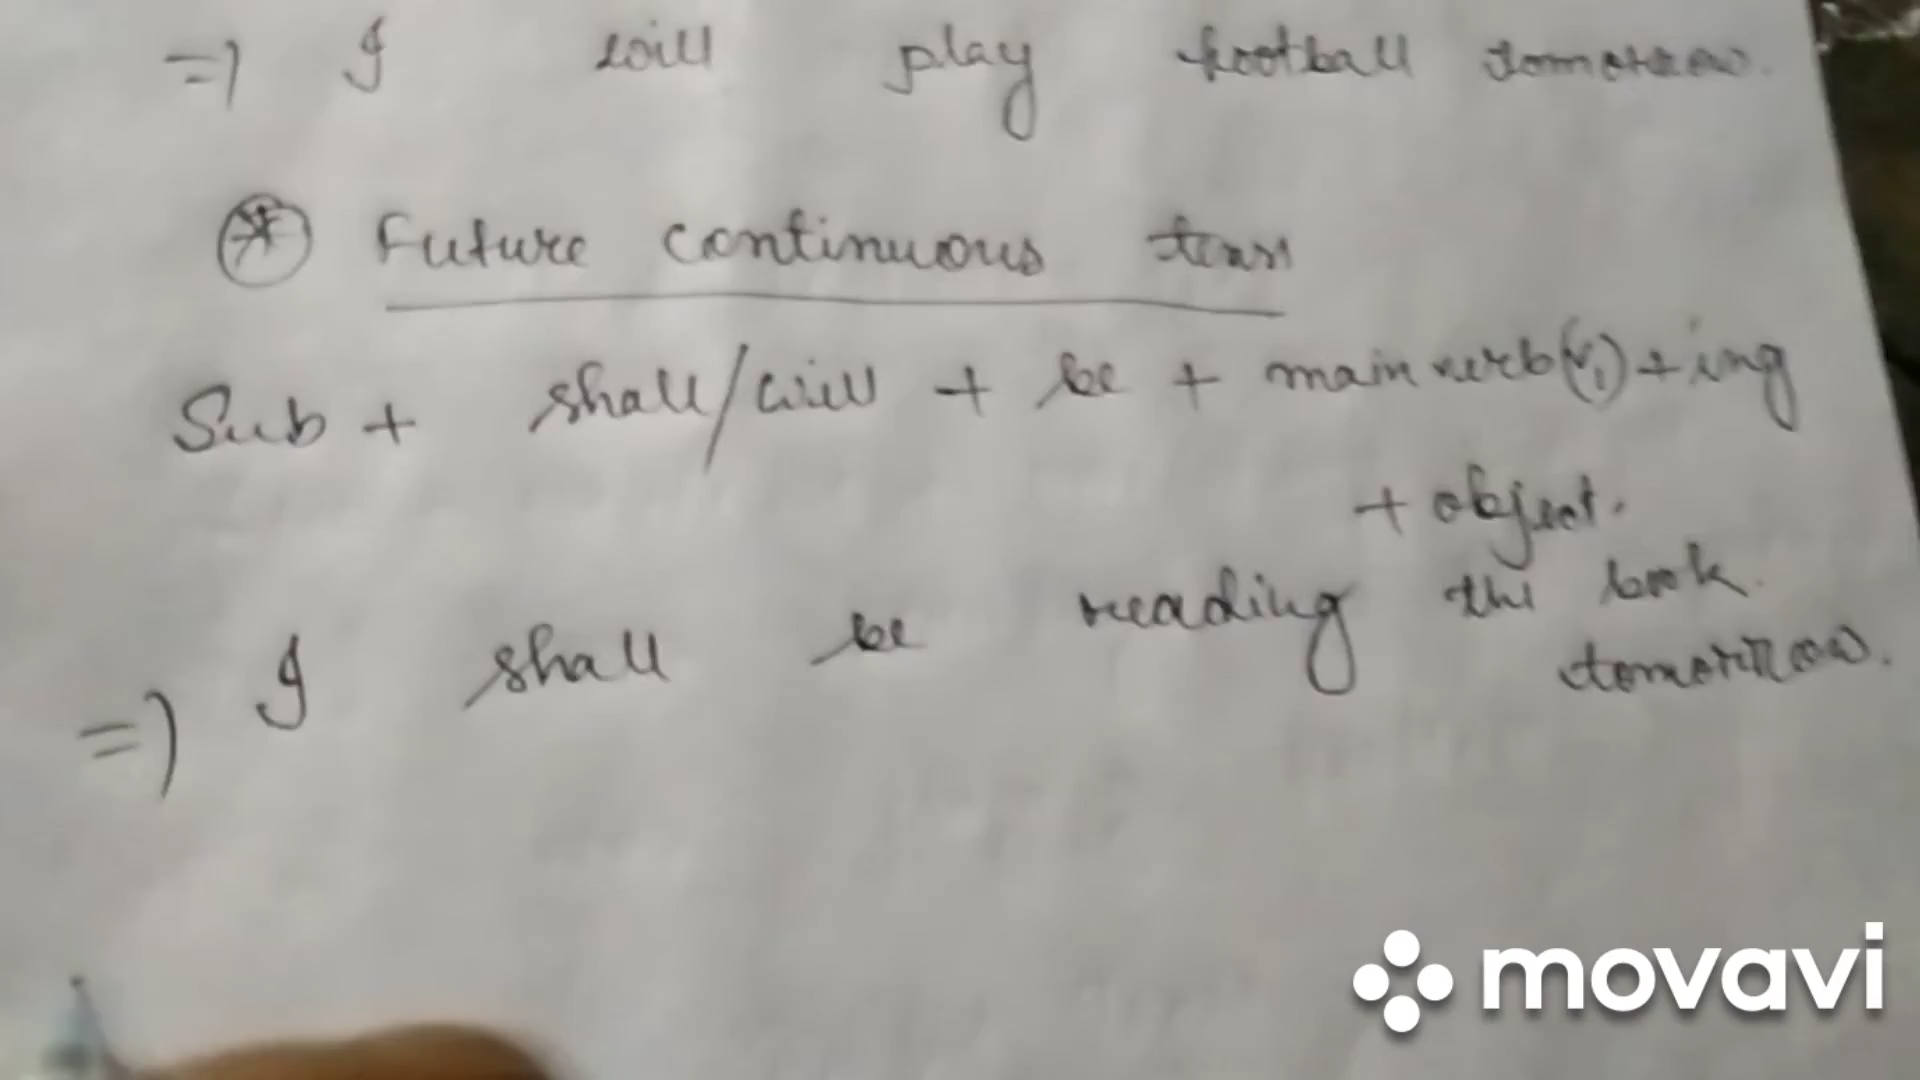 => I will play football tomorrow.
* Future continuous tens
Sub + shall/will + be + main verb(v1) + ing
+ object.
=> I shall be reading the book
tomorrow.
movavi